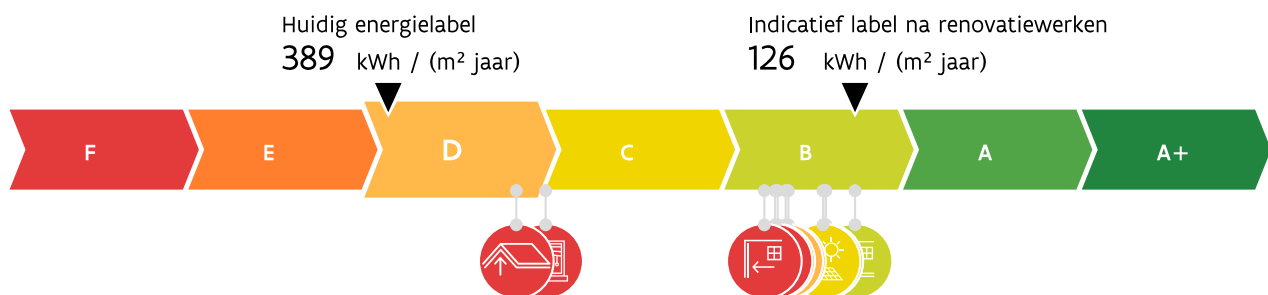 Huidig energielabel
389 kWh / (m² jaar)
Indicatief label na renovatiewerken
126 kWh / (m² jaar)
F E D C B A A+